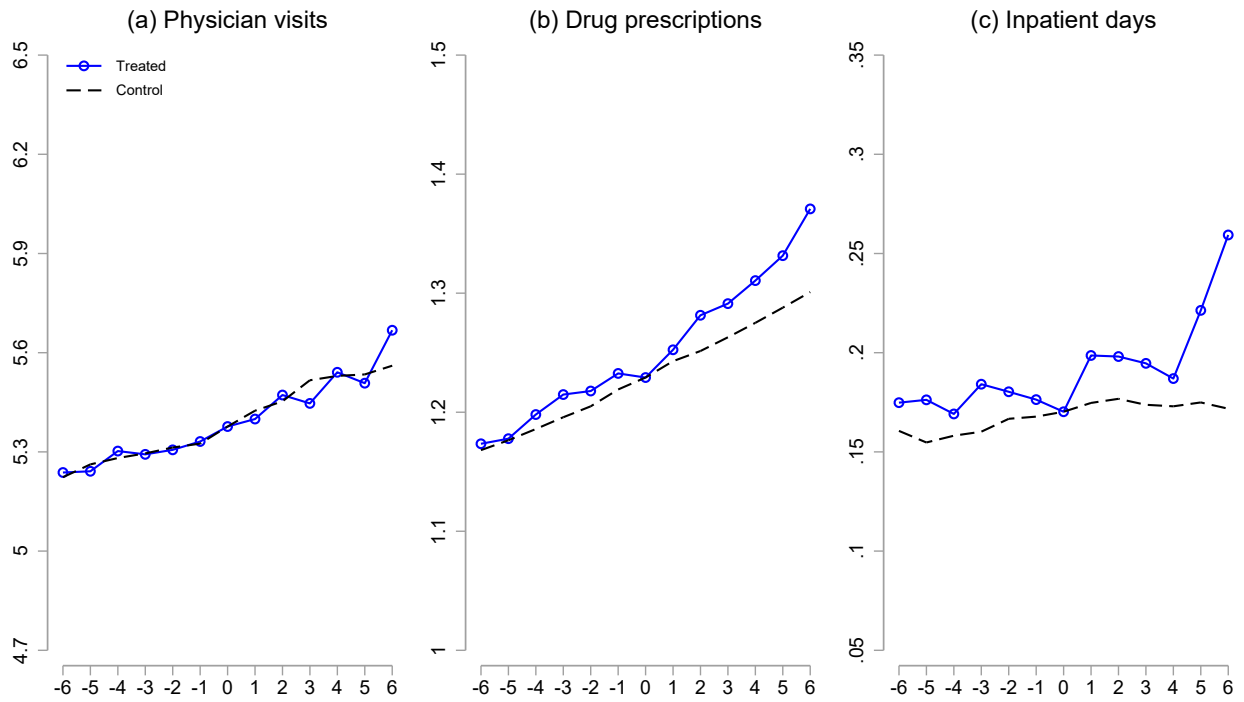 (a) Physician visits
6.5
6.2
5.9
5.6
5.3
5
4.7
Treated
Control
-6 -5 -4 -3 -2 -1 0 1 2 3 4 5 6
(b) Drug prescriptions
1.5
1.4
1.3
1.2
1.1
1
-6 -5 -4 -3 -2 -1 0 1 2 3 4 5 6
(c) Inpatient days
.35
.3
.25
.2
.15
.1
.05
-6 -5 -4 -3 -2 -1 0 1 2 3 4 5 6